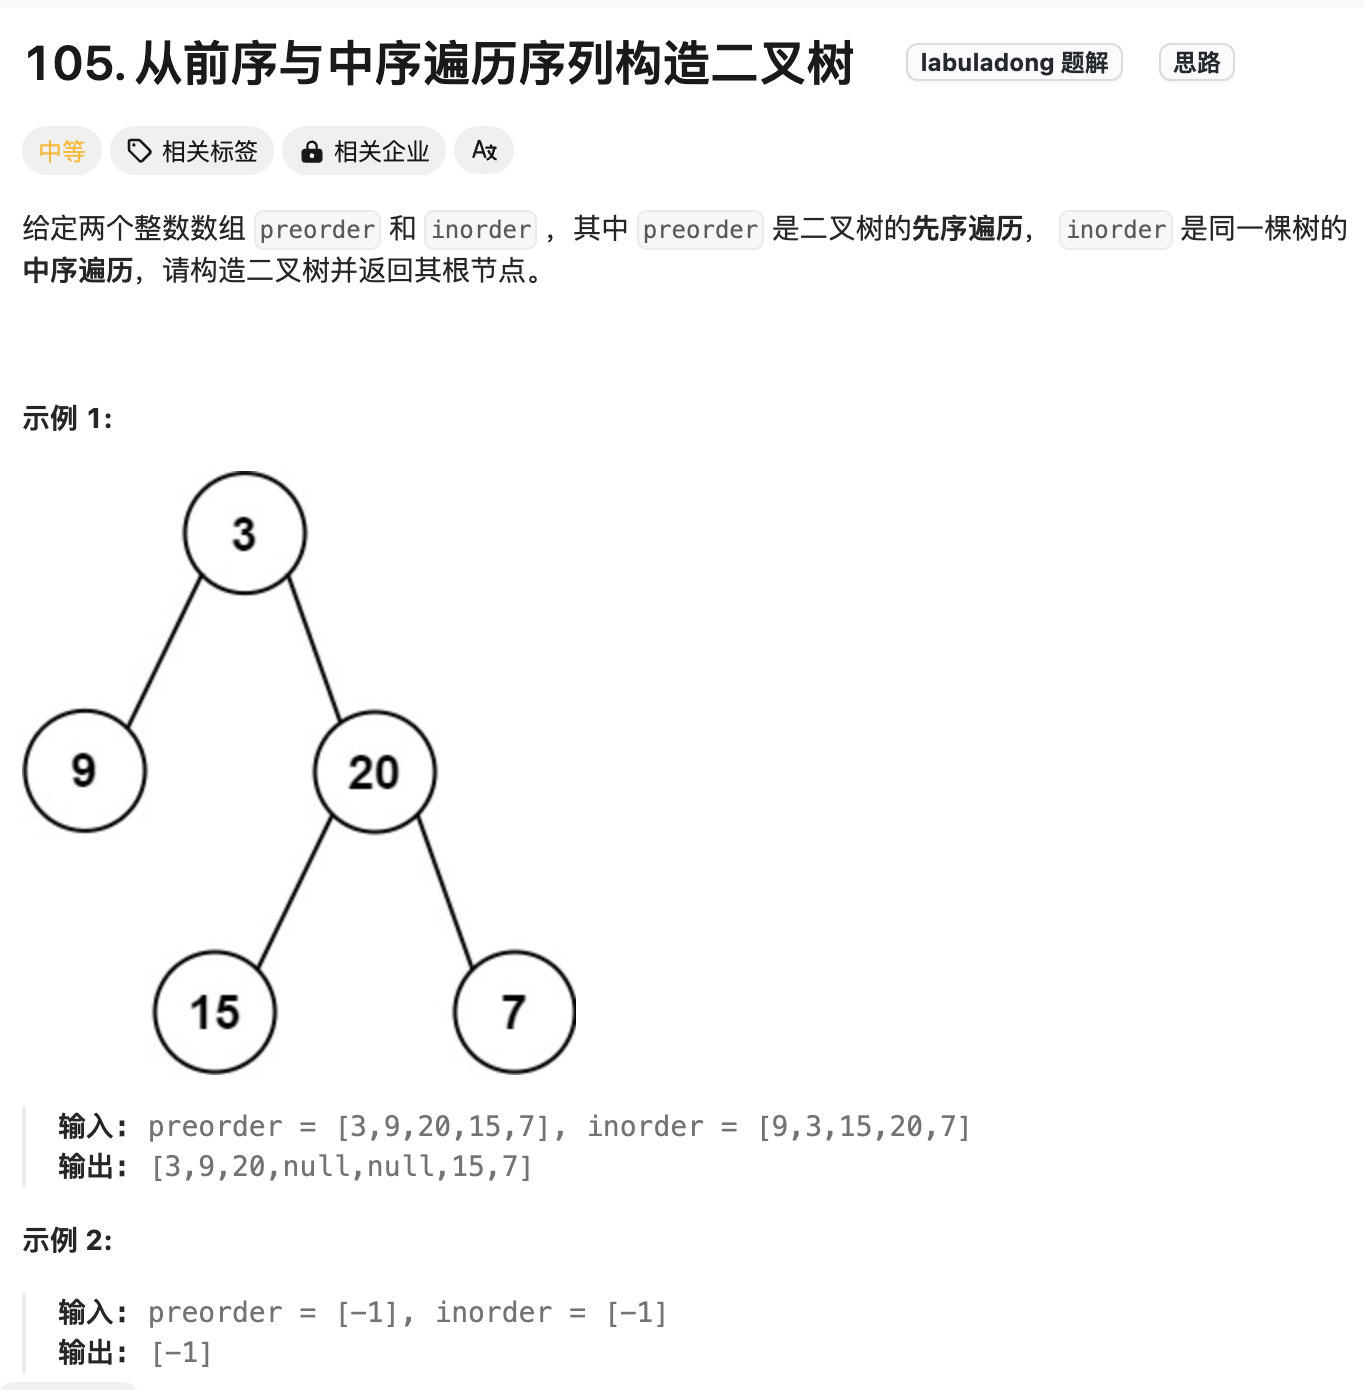 105. 从前序与中序遍历序列构造二叉树 labuladong 题解 思路
中等 相关标签 相关企业 A文
给定两个整数数组 preorder 和 inorder ，其中 preorder 是二叉树的先序遍历， inorder 是同一棵树的
中序遍历，请构造二叉树并返回其根节点。
示例 1:
3
9
20
15
7
输入: preorder = [3,9,20,15,7], inorder = [9,3,15,20,7]
输出: [3,9,20,null,null,15,7]
示例 2:
输入: preorder = [-1], inorder = [-1]
输出: [-1]